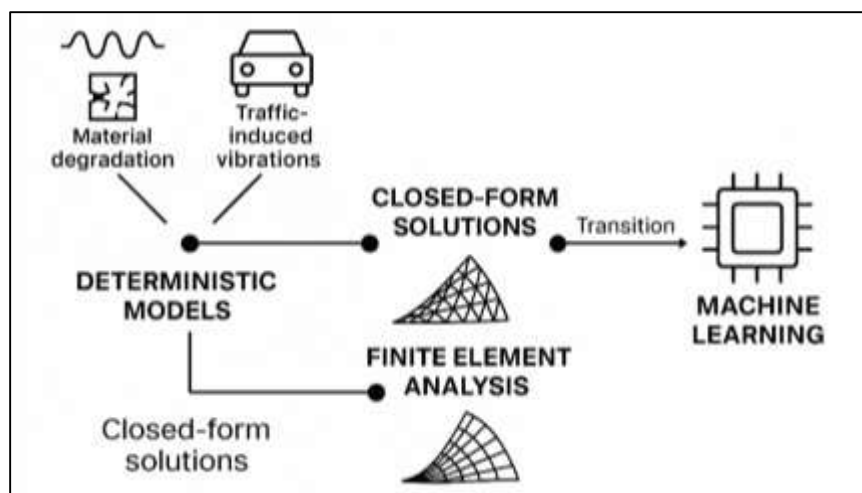 Material
degradation
Traffic-
induced
vibrations
CLOSED-FORM
SOLUTIONS
Transition
DETERMINISTIC
MODELS
MACHINE
LEARNING
FINITE ELEMENT
ANALYSIS
Closed-form
solutions